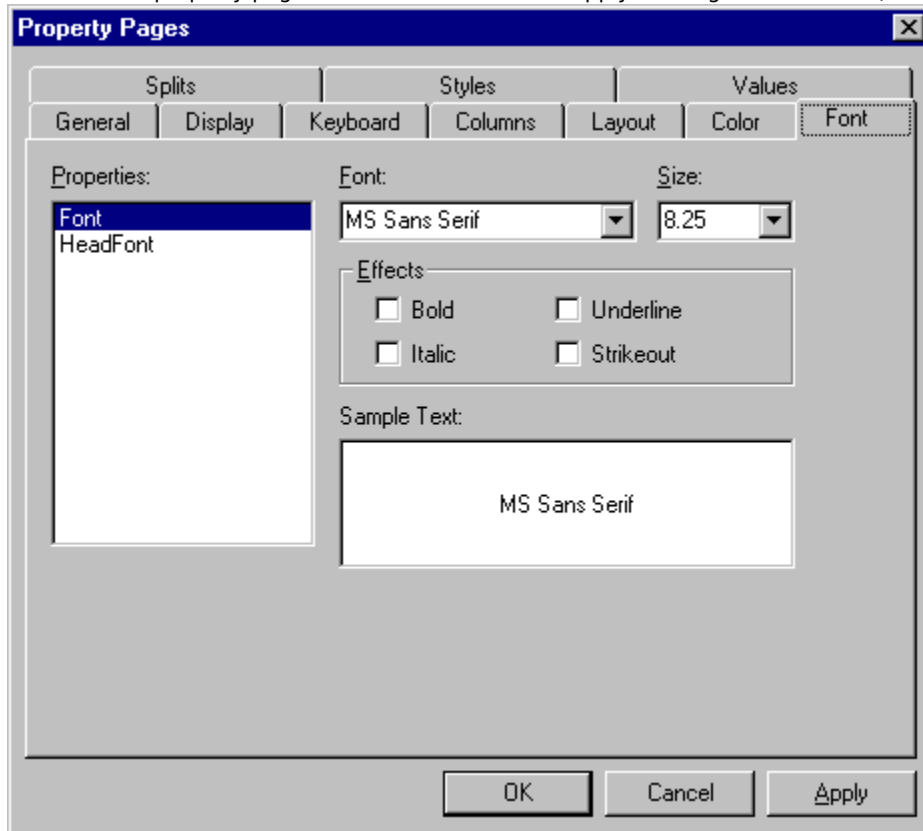 Property Pages
Splits Styles Values
General Display Keyboard Columns Layout Color Font
Properties: Font: Size:
Font MS Sans Serif 8.25
HeadFont
Effects
Bold Underline
Italic Strikeout
Sample Text:
MS Sans Serif
OK Cancel Apply